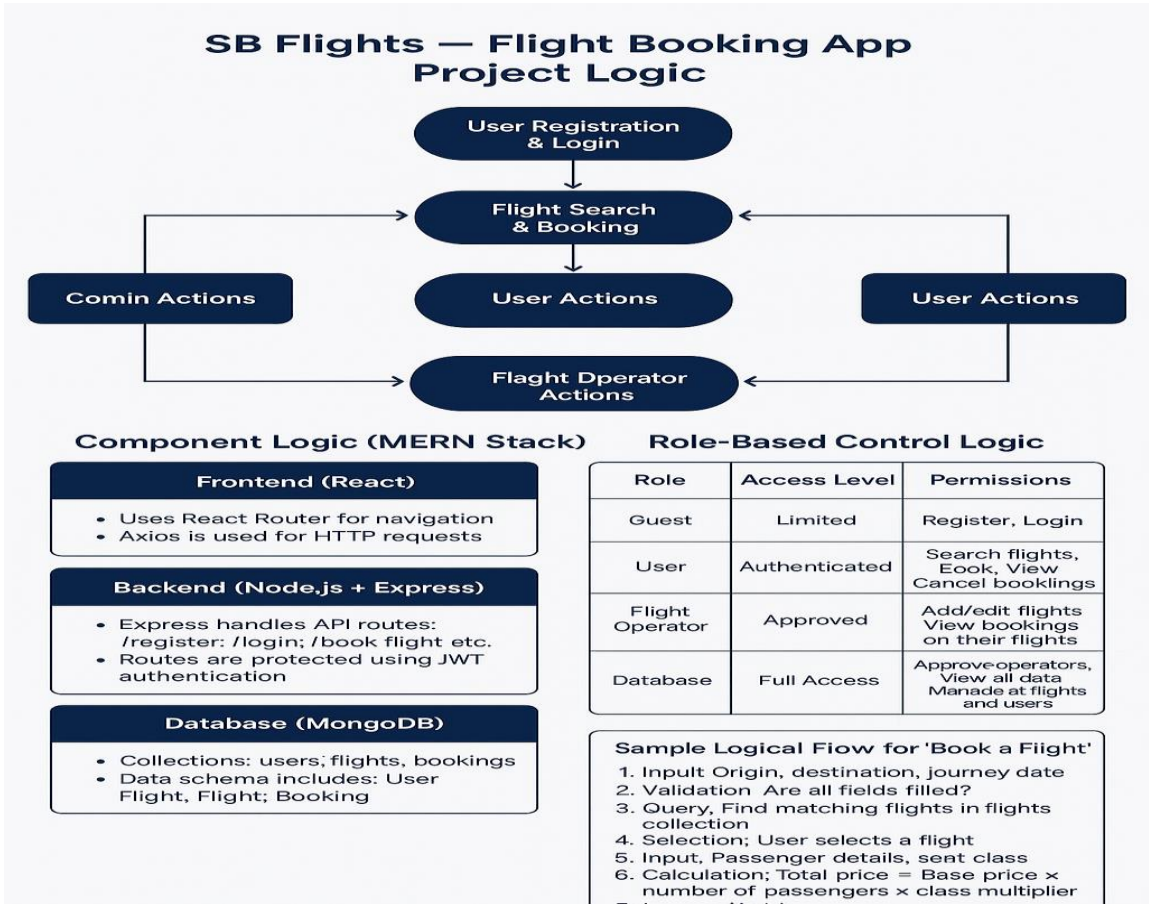 SB Flights — Flight Booking App
Project Logic
User Registration
& Login
Flight Search
& Booking
Comin Actions
User Actions
User Actions
Flaght Dperator
Actions
Component Logic (MERN Stack)
Frontend (React)
• Uses React Router for navigation
• Axios is used for HTTP requests
Backend (Node,js + Express)
• Express handles API routes:
/register: /login; /book flight etc.
• Routes are protected using JWT
authentication
Database (MongoDB)
• Collections: users; flights, bookings
• Data schema includes: User
Flight, Flight; Booking
Role-Based Control Logic
Role Access Level Permissions
Guest Limited Register, Login
User Authenticated Search flights,
Eook, View
Cancel booklings
Flight
Operator Approved Add/edit flights
View bookings
on their flights
Database Full Access Approve-operators,
View all data
Manade at flights
and users
Sample Logical Fiow for 'Book a Fiight'
1. Inpult Origin, destination, journey date
2. Validation Are all fields filled?
3. Query, Find matching flights in flights
collection
4. Selection; User selects a flight
5. Input, Passenger details, sent class
6. Calculation; Total price = Base price x
number of passengers x class multiplier